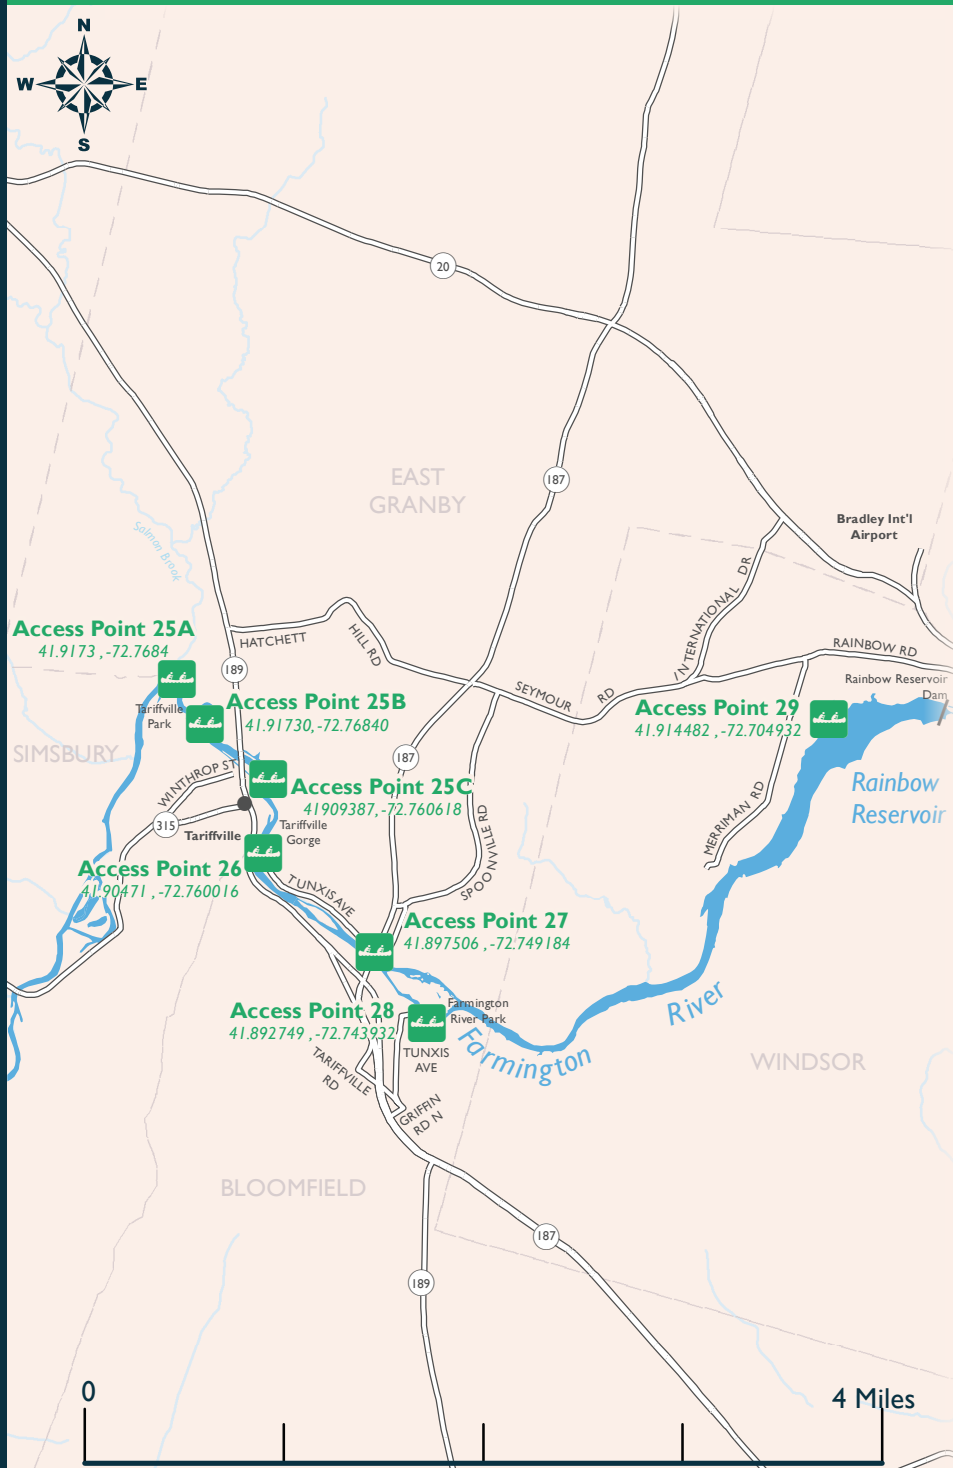 N
W E
S
20
187
EAST
GRANBY
Bradley Int'l
Airport
Salmon Brook
INTERNATIONAL DR
Access Point 25A
41.9173 ,-72.7684
HATCHETT
HILL RD
189
RAINBOW RD
Rainbow Reservoir
Dam
SEYMOUR RD
Tariffville
Park
Access Point 25B
41.91730,-72.76840
Access Point 29
41.914482 ,-72.704932
SIMSBURY
187
WINTHROP ST
Access Point 25C
41909387,-72.760618
Rainbow
Reservoir
MERRIMAN RD
SPOONVILLE RD
315
Tariffville
Tariffville
Gorge
Access Point 26
41.90471 ,-72.760016
TUNXIS AVE
Access Point 27
41.897506 ,-72.749184
Access Point 28
41.892749 ,-72.743932
Farmington
River Park
Farmington
River
TUNXIS
AVE
TARIFFVILLE
RD
WINDSOR
GRIFFIN
RD N
BLOOMFIELD
187
189
0
4 Miles